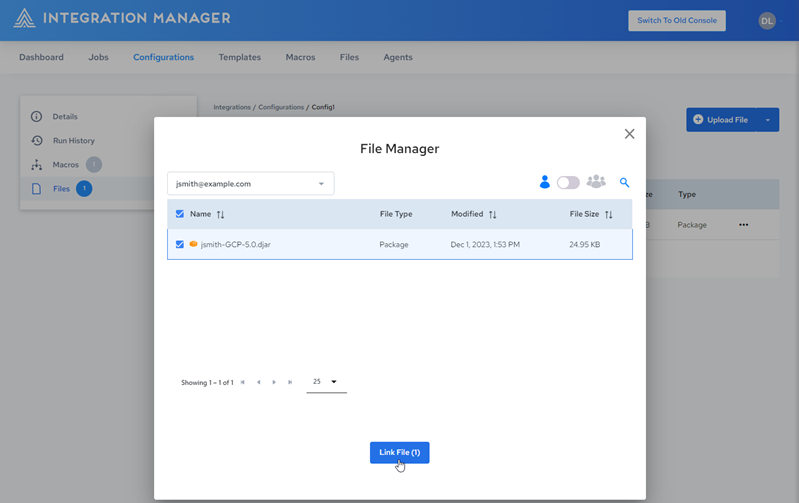 INTEGRATION MANAGER
Switch To Old Console
DL
Dashboard Jobs Configurations Templates Macros Files Agents
Integrations / Configurations / Config1
Details
Run History
Macros 1
Files 1
Upload File
Type
Package
File Manager
jsmith@example.com
Name File Type Modified File Size
jsmith-GCP-5.0.djar Package Dec 1, 2023, 1:53 PM 24.95 KB
Showing 1 – 1 of 1 25
Link File (1)